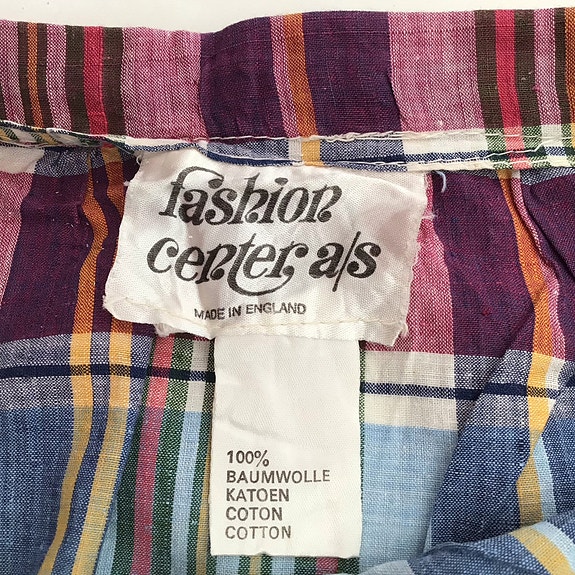 fashion
center a/s
MADE IN ENGLAND
100%
BAUMWOLLE
KATOEN
COTON
COTTON